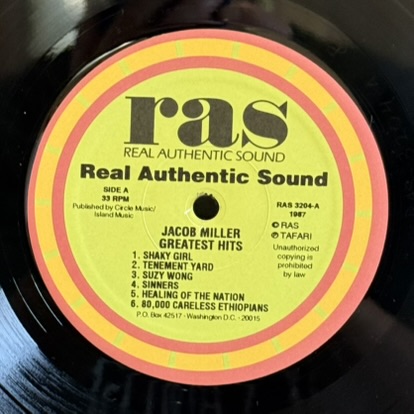 ras
REAL AUTHENTIC SOUND
Real Authentic Sound
SIDE A
33 RPM
Published by Circle Music/
Island Music
RAS 3204-A
1987
© RAS
℗ TAFARI
Unauthorized
copying is
prohibited
by law
JACOB MILLER
GREATEST HITS
1. SHAKY GIRL
2. TENEMENT YARD
3. SUZY WONG
4. SINNERS
5. HEALING OF THE NATION
6. 80,000 CARELESS ETHIOPIANS
P.O. Box 42517 - Washington D.C. - 20015